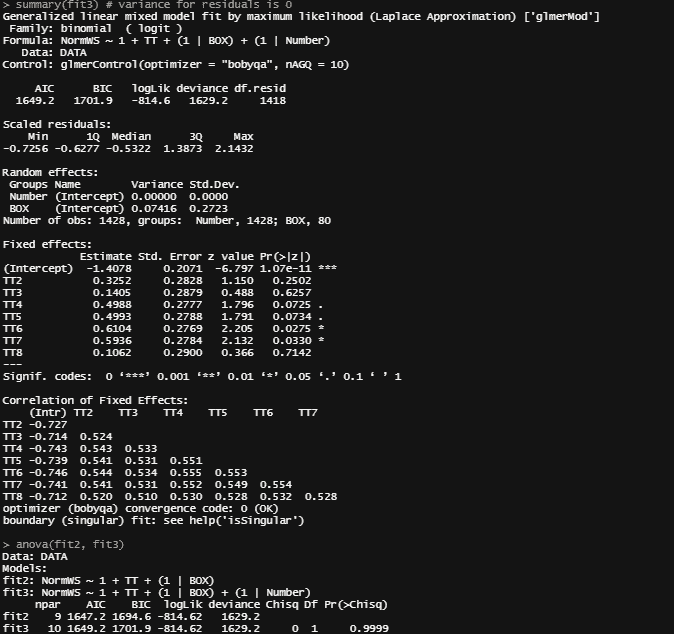 > summary(fit3) # variance for residuals is 0
Generalized linear mixed model fit by maximum likelihood (Laplace Approximation) ['glmerMod']
 Family: binomial  ( logit )
Formula: NormWS ~ 1 + TT + (1 | BOX) + (1 | Number)
   Data: DATA
Control: glmerControl(optimizer = "bobyqa", nAGQ = 10)
     AIC      BIC   logLik deviance df.resid
  1649.2   1701.9   -814.6   1629.2     1418
Scaled residuals:
    Min      1Q  Median      3Q     Max
-0.7256 -0.6277 -0.5322  1.3873  2.1432
Random effects:
 Groups Name        Variance Std.Dev.
 Number (Intercept) 0.00000  0.0000
 BOX    (Intercept) 0.07416  0.2723
Number of obs: 1428, groups:  Number, 1428; BOX, 80
Fixed effects:
            Estimate Std. Error z value Pr(>|z|)
(Intercept)  -1.4078     0.2071  -6.797 1.07e-11 ***
TT2           0.3252     0.2828   1.150   0.2502
TT3           0.1405     0.2879   0.488   0.6257
TT4           0.4988     0.2777   1.796   0.0725 .
TT5           0.4993     0.2788   1.791   0.0734 .
TT6           0.6104     0.2769   2.205   0.0275 *
TT7           0.5936     0.2784   2.132   0.0330 *
TT8           0.1062     0.2900   0.366   0.7142
---
Signif. codes:  0 ‘***’ 0.001 ‘**’ 0.01 ‘*’ 0.05 ‘.’ 0.1 ‘ ’ 1
Correlation of Fixed Effects:
    (Intr) TT2    TT3    TT4    TT5    TT6    TT7
TT2 -0.727
TT3 -0.714  0.524
TT4 -0.743  0.543  0.533
TT5 -0.739  0.541  0.531  0.551
TT6 -0.746  0.544  0.534  0.555  0.553
TT7 -0.741  0.541  0.531  0.552  0.549  0.554
TT8 -0.712  0.520  0.510  0.530  0.528  0.532  0.528
optimizer (bobyqa) convergence code: 0 (OK)
boundary (singular) fit: see help('isSingular')
> anova(fit2, fit3)
Data: DATA
Models:
fit2: NormWS ~ 1 + TT + (1 | BOX)
fit3: NormWS ~ 1 + TT + (1 | BOX) + (1 | Number)
     npar    AIC    BIC  logLik deviance Chisq Df Pr(>Chisq)
fit2    9 1647.2 1694.6 -814.62   1629.2
fit3   10 1649.2 1701.9 -814.62   1629.2     0  1     0.9999